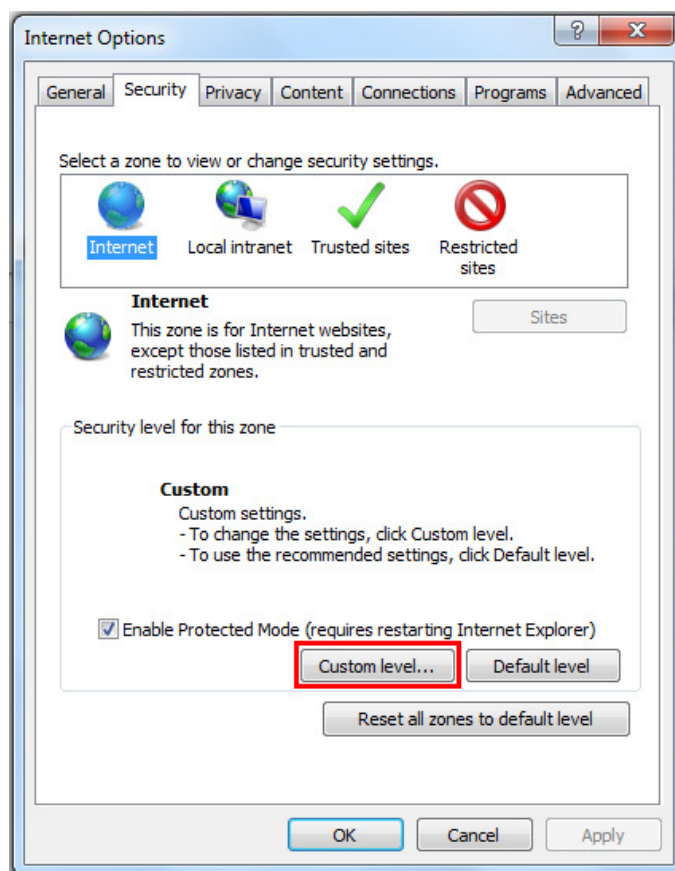 Internet Options
General Security Privacy Content Connections Programs Advanced
Select a zone to view or change security settings.
Internet Local intranet Trusted sites Restricted sites
Internet
Sites
This zone is for Internet websites,
except those listed in trusted and
restricted zones.
Security level for this zone
Custom
Custom settings.
- To change the settings, click Custom level.
- To use the recommended settings, click Default level.
Enable Protected Mode (requires restarting Internet Explorer)
Custom level... Default level
Reset all zones to default level
OK Cancel Apply